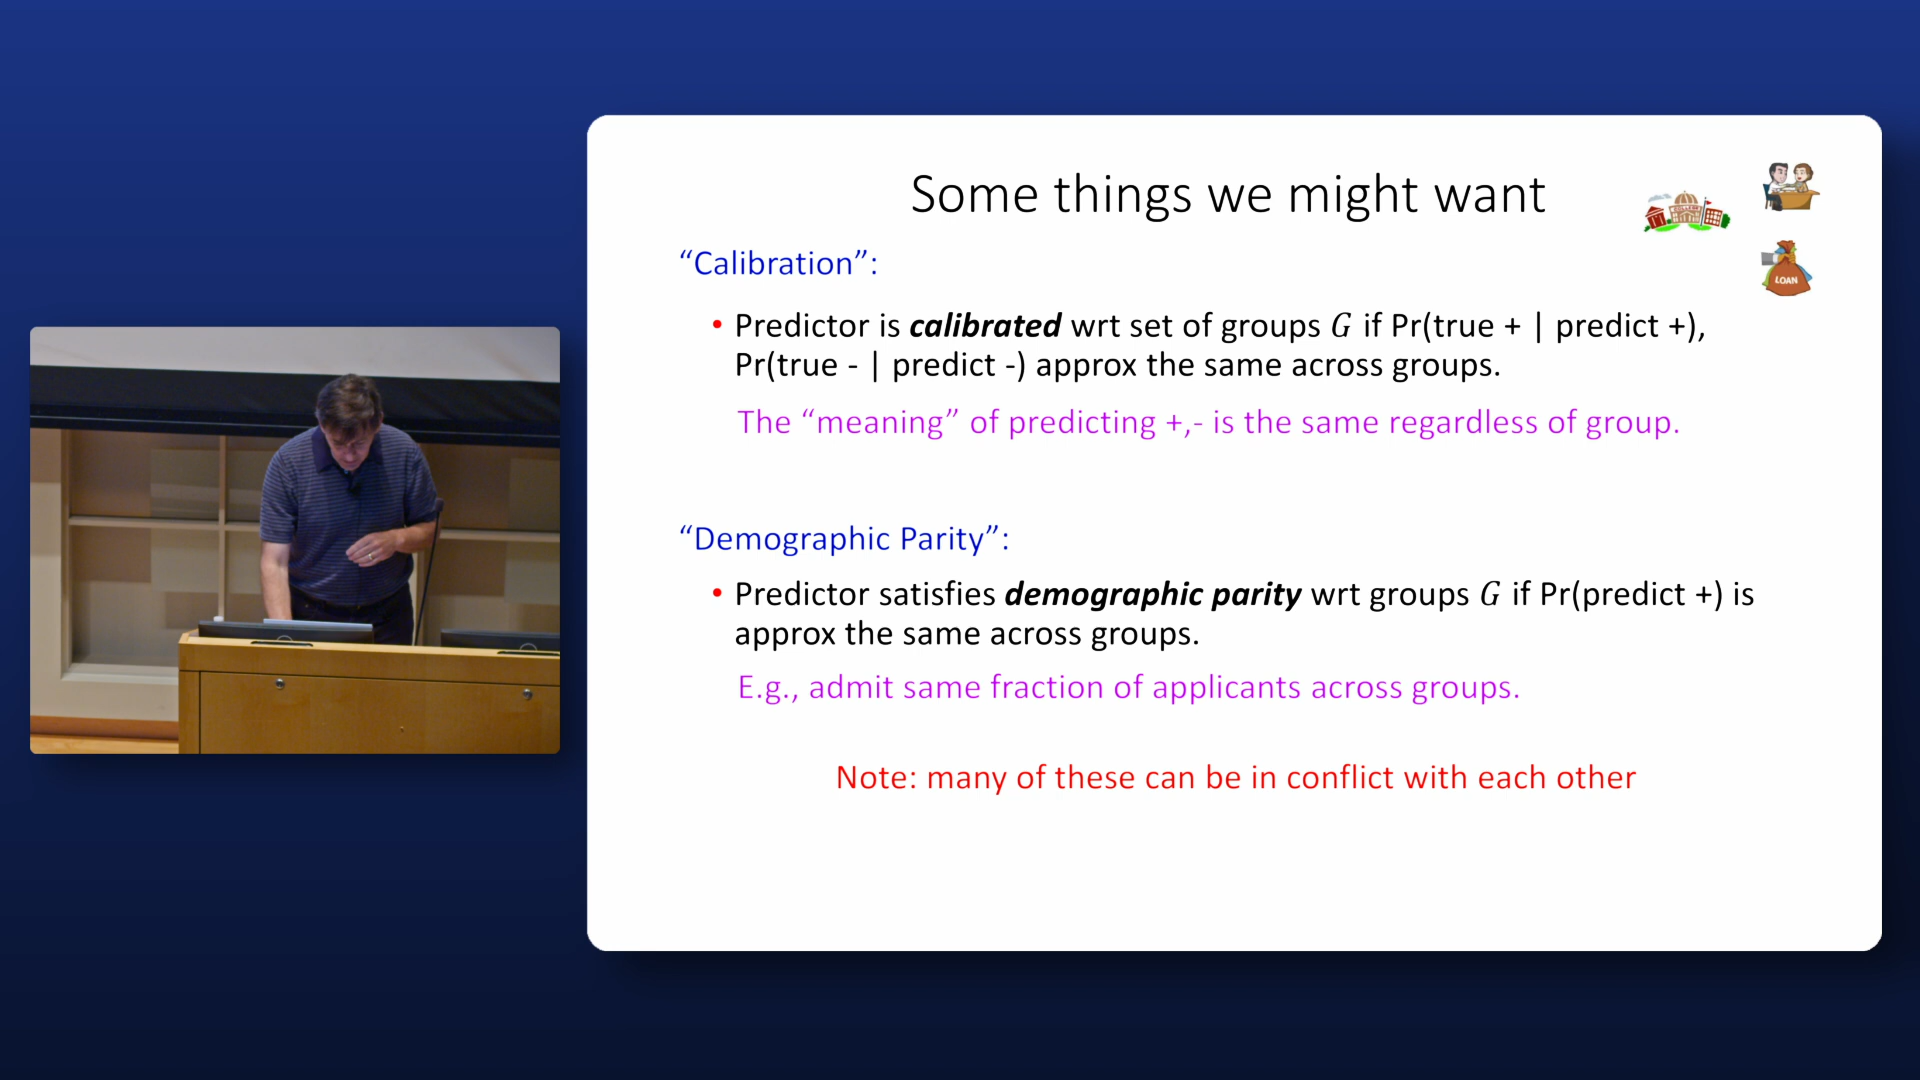 Some things we might want
LOAN
“Calibration”:
• Predictor is calibrated wrt set of groups G if Pr(true + | predict +),
Pr(true - | predict -) approx the same across groups.
The “meaning” of predicting +,- is the same regardless of group.
“Demographic Parity”:
• Predictor satisfies demographic parity wrt groups G if Pr(predict +) is
approx the same across groups.
E.g., admit same fraction of applicants across groups.
Note: many of these can be in conflict with each other